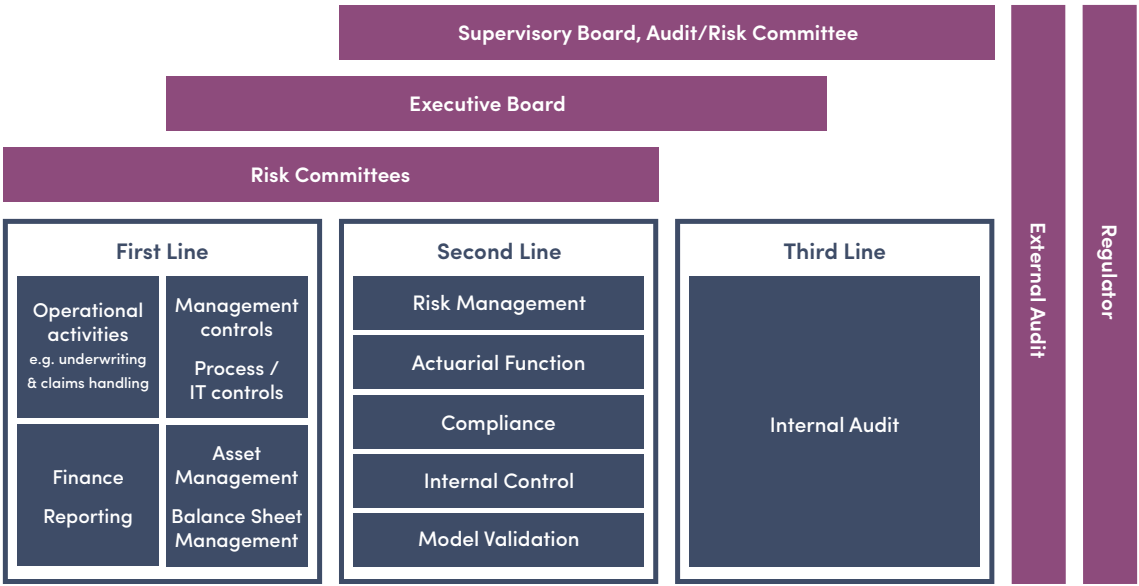 Supervisory Board, Audit/Risk Committee
Executive Board
Risk Committees
First Line
Operational
activities
e.g. underwriting
& claims handling
Management
controls
Process /
IT controls
Finance
Reporting
Asset
Management
Balance Sheet
Management
Second Line
Risk Management
Actuarial Function
Compliance
Internal Control
Model Validation
Third Line
Internal Audit
External Audit
Regulator